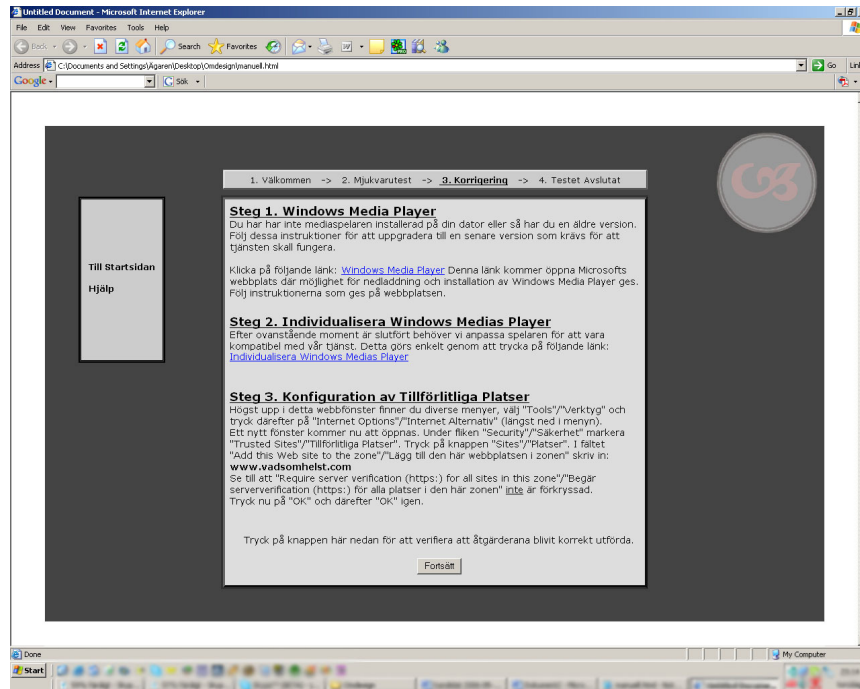 Untitled Document - Microsoft Internet Explorer
File Edit View Favorites Tools Help
Back Search Favorites
Address C:\Documents and Settings\Ägaren\Desktop\Omdesign\manuell.html Go Link
Google Sök
1. Välkommen -> 2. Mjukvarutest -> 3. Korrigering -> 4. Testet Avslutat
Till Startsidan
Hjälp
Steg 1. Windows Media Player
Du har har inte mediaspelaren installerad på din dator eller så har du en äldre version.
Följ dessa instruktioner för att uppgradera till en senare version som krävs för att
tjänsten skall fungera.
Klicka på följande länk: Windows Media Player Denna länk kommer öppna Microsofts
webbplats där möjlighet för nedladdning och installation av Windows Media Player ges.
Följ instruktionerna som ges på webbplatsen.
Steg 2. Individualisera Windows Medias Player
Efter ovanstående moment är slutfört behöver vi anpassa spelaren för att vara
kompatibel med vår tjänst. Detta görs enkelt genom att trycka på följande länk:
Individualisera Windows Medias Player
Steg 3. Konfiguration av Tillförlitliga Platser
Högst upp i detta webbfönster finner du diverse menyer, välj "Tools"/"Verktyg" och
tryck därefter på "Internet Options"/"Internet Alternativ" (längst ned i menyn).
Ett nytt fönster kommer nu att öppnas. Under fliken "Security"/"Säkerhet" markera
"Trusted Sites"/"Tillförlitliga Platser". Tryck på knappen "Sites"/"Platser". I fältet
"Add this Web site to the zone"/"Lägg till den här webbplatsen i zonen" skriv in:
www.vadsomhelst.com
Se till att "Require server verification (https:) for all sites in this zone"/"Begär
serververification (https:) för alla platser i den här zonen" inte är förkryssad.
Tryck nu på "OK" och därefter "OK" igen.
Tryck på knappen här nedan för att verifiera att åtgärderana blivit korrekt utförda.
Fortsätt
Done My Computer
Start